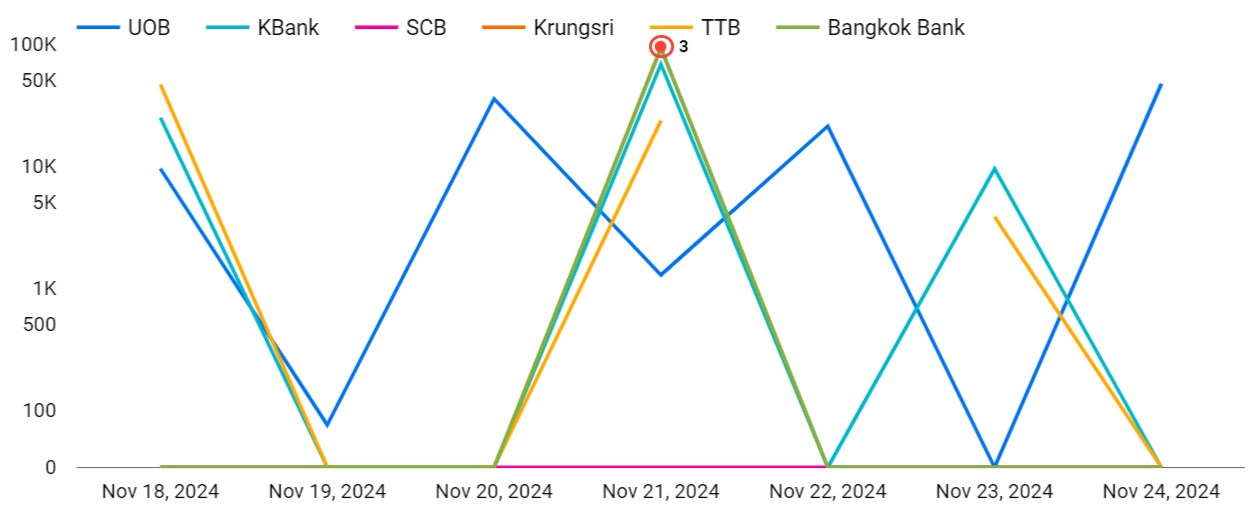 UOB KBank SCB Krungsri TTB Bangkok Bank
100K
3
50K
10K
5K
1K
500
100
0
Nov 18, 2024 Nov 19, 2024 Nov 20, 2024 Nov 21, 2024 Nov 22, 2024 Nov 23, 2024 Nov 24, 2024